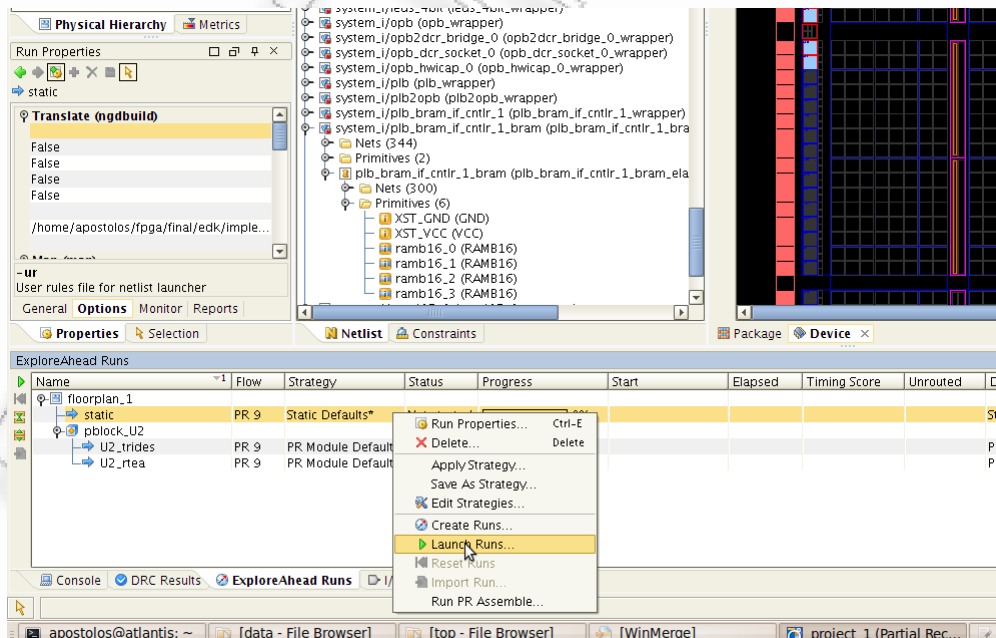 Physical Hierarchy
Metrics
Run Properties
static
Translate (ngdbuild)
False
False
False
False
/home/apostolos/fpga/final/edk/imple...
-ur
User rules file for netlist launcher
General Options Monitor Reports
Properties Selection
system_i/leds_4bit (leds_4bit_wrapper)
system_i/opb (opb_wrapper)
system_i/opb2dcr_bridge_0 (opb2dcr_bridge_0_wrapper)
system_i/opb_dcr_socket_0 (opb_dcr_socket_0_wrapper)
system_i/opb_hwicap_0 (opb_hwicap_0_wrapper)
system_i/plb (plb_wrapper)
system_i/plb2opb (plb2opb_wrapper)
system_i/plb_bram_if_cntlr_1 (plb_bram_if_cntlr_1_wrapper)
system_i/plb_bram_if_cntlr_1_bram (plb_bram_if_cntlr_1_bra
Nets (344)
Primitives (2)
plb_bram_if_cntlr_1_bram (plb_bram_if_cntlr_1_bram_ela
Nets (300)
Primitives (6)
XST_GND (GND)
XST_VCC (VCC)
ramb16_0 (RAMB16)
ramb16_1 (RAMB16)
ramb16_2 (RAMB16)
ramb16_3 (RAMB16)
Netlist Constraints
Package Device
ExploreAhead Runs
Name 1 Flow Strategy Status Progress Start Elapsed Timing Score Unrouted
floorplan_1
static PR 9 Static Defaults*
pblock_U2
U2_trides PR 9 PR Module Default
U2_rtea PR 9 PR Module Default
Run Properties... Ctrl-E
Delete... Delete
Apply Strategy...
Save As Strategy...
Edit Strategies...
Create Runs...
Launch Runs...
Reset Runs
Import Run...
Run PR Assemble...
Console DRC Results ExploreAhead Runs I/
apostolos@atlantis: ~ [data - File Browser] [top - File Browser] [WinMerge] project_1 (Partial Rec...